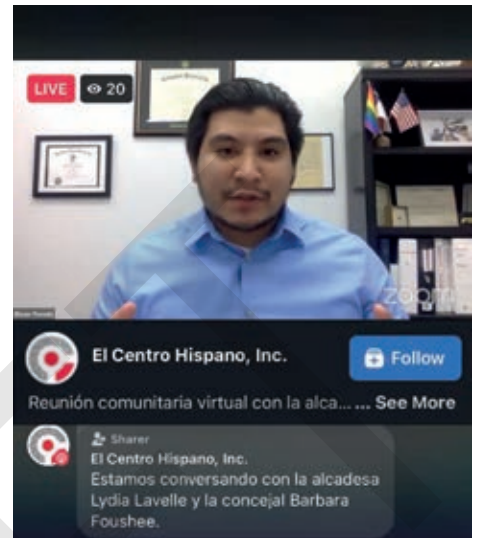 LIVE 20
zoom
El Centro Hispano, Inc.
Follow
Reunión comunitaria virtual con la alca... ... See More
Sharer
El Centro Hispano, Inc.
Estamos conversando con la alcadesa
Lydia Lavelle y la concejal Barbara
Foushee.